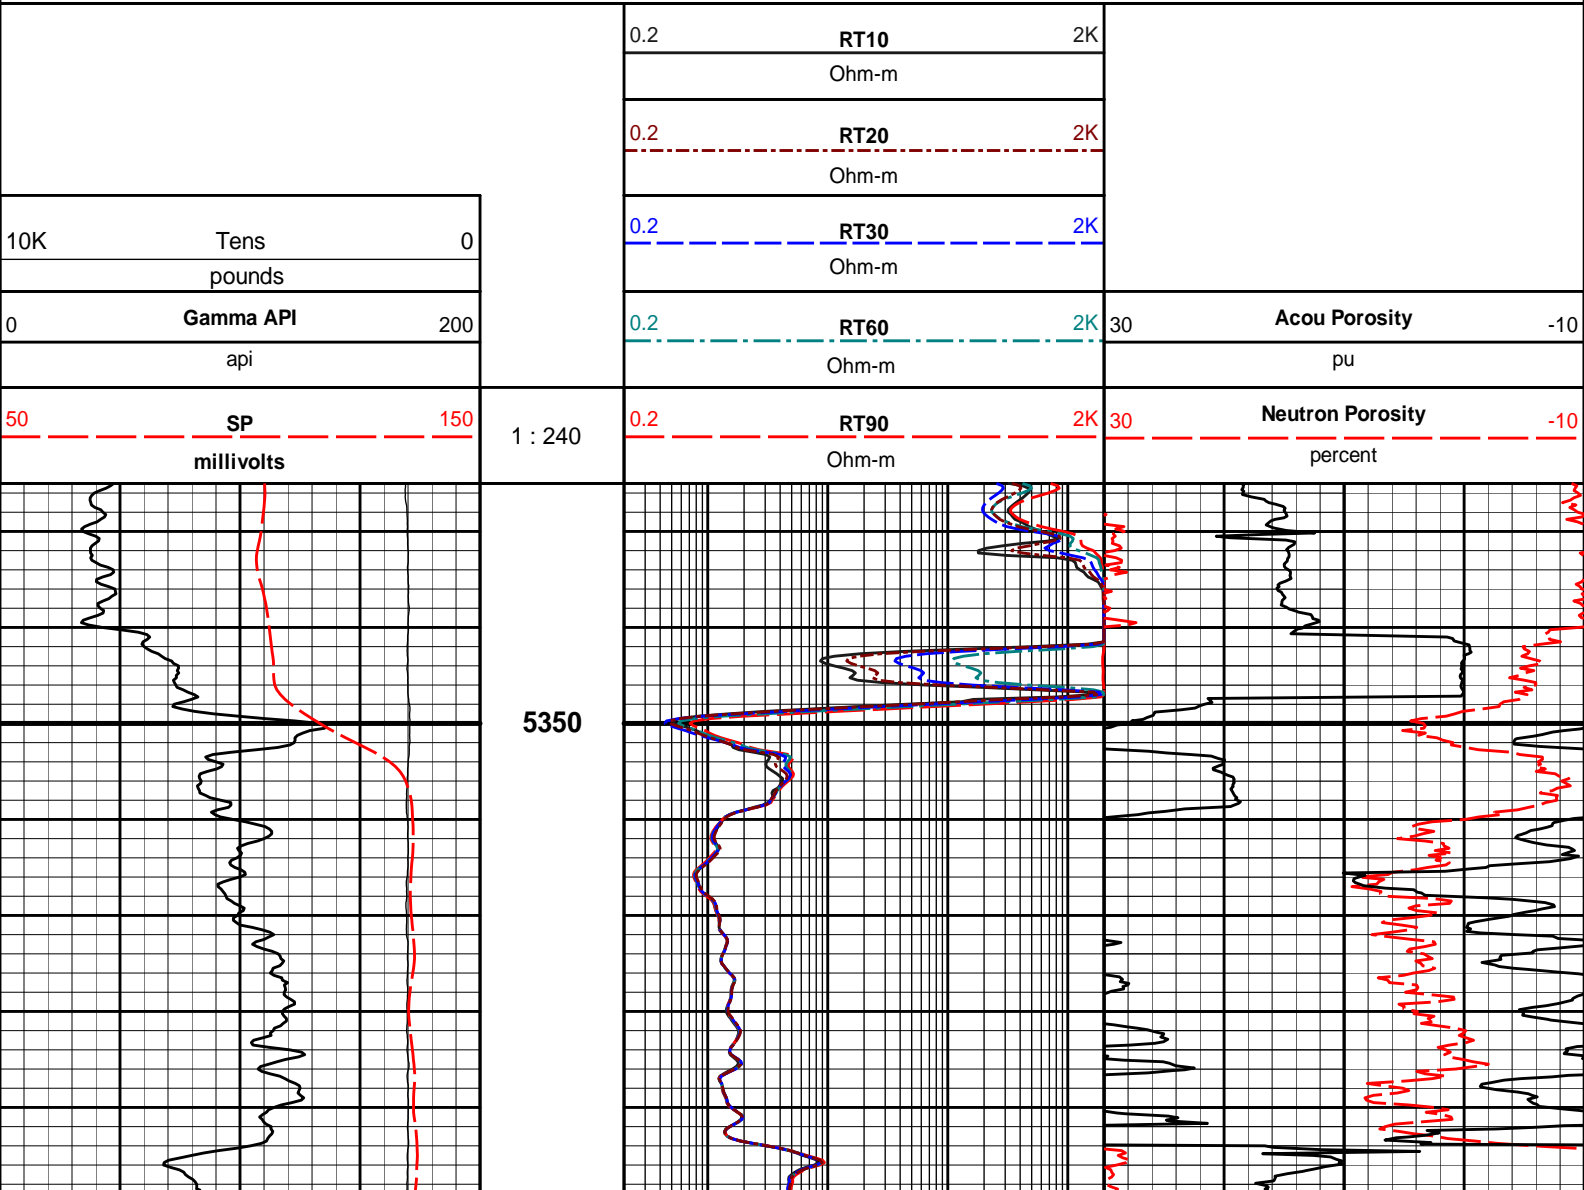 0.2 RT10 2K
Ohm-m
0.2 RT20 2K
Ohm-m
0.2 RT30 2K
Ohm-m
0.2 RT60 2K
Ohm-m
0.2 RT90 2K
Ohm-m
10K Tens 0
pounds
0 Gamma API 200
api
50 SP 150
millivolts
1 : 240
30 Acou Porosity -10
pu
30 Neutron Porosity -10
percent
5350